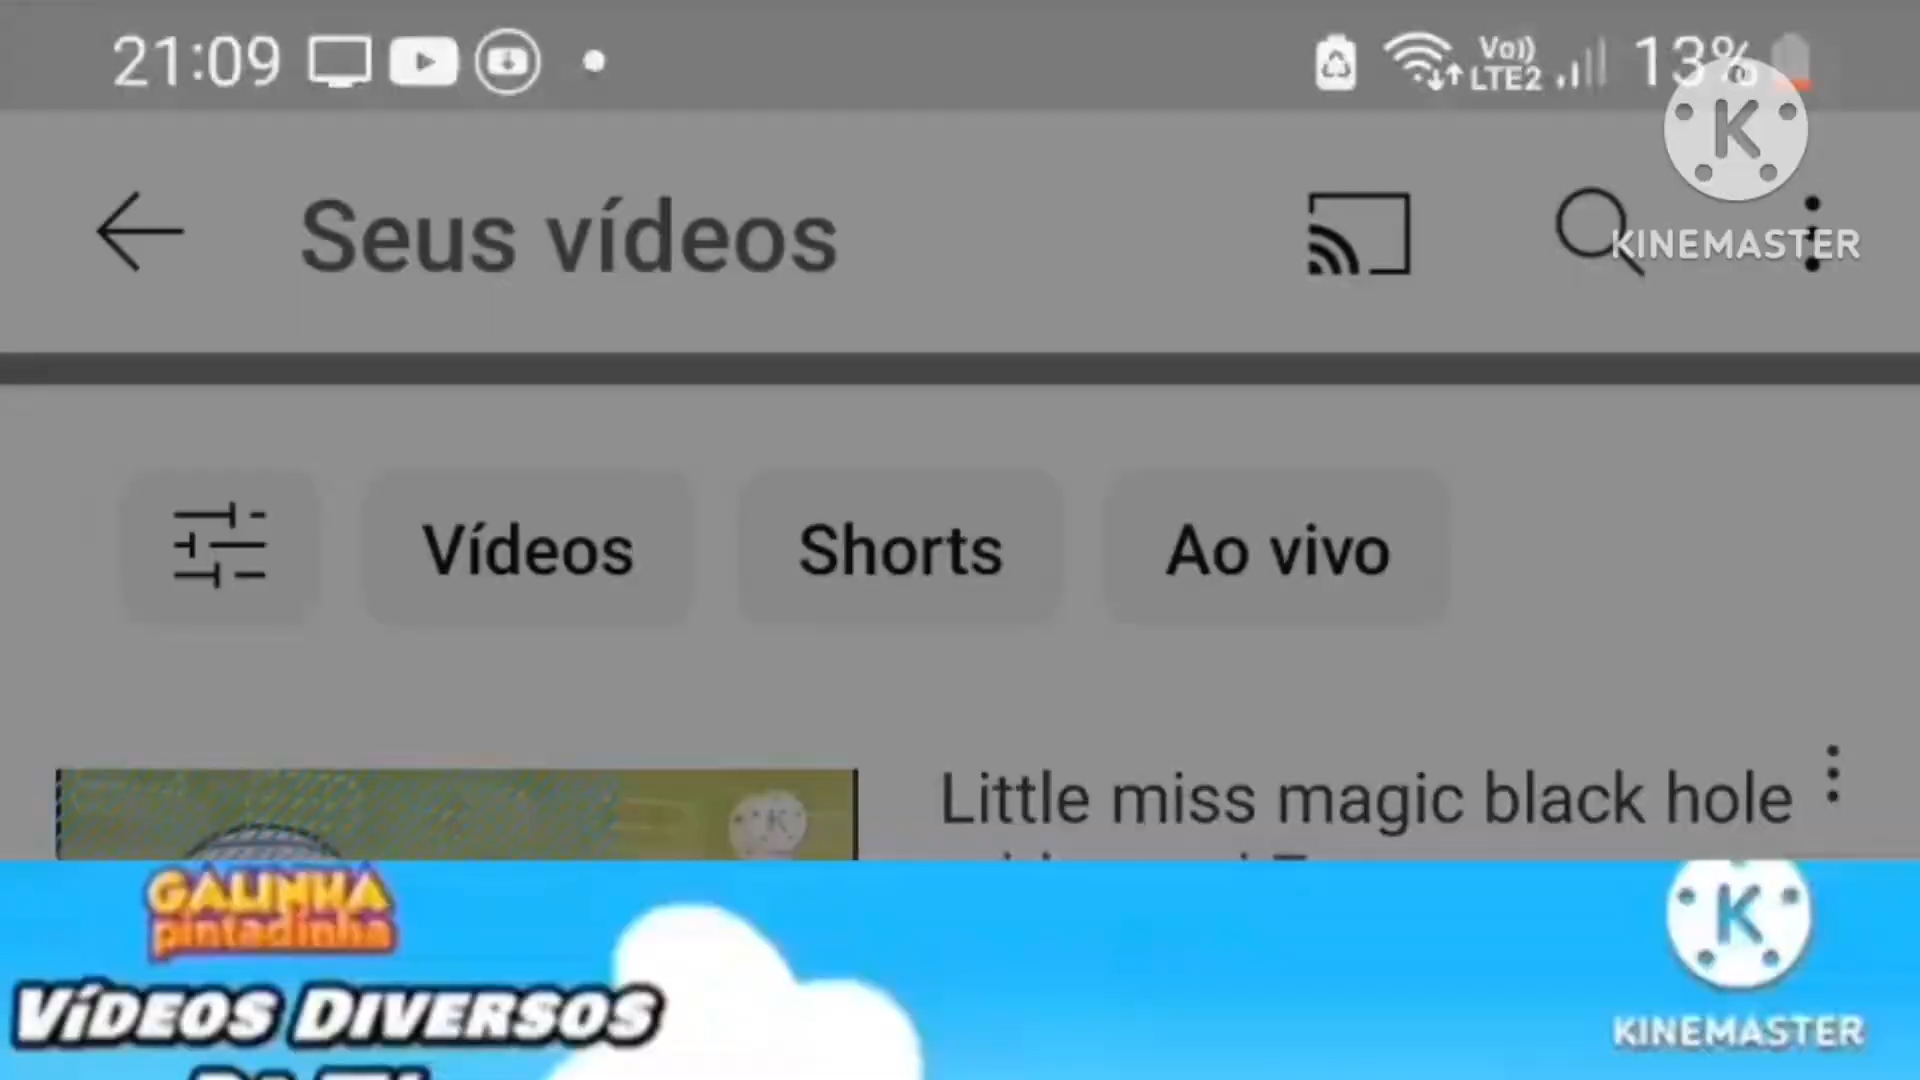 21:09 Vo)) LTE2 13%
K
Seus vídeos
KINEMASTER
Vídeos Shorts Ao vivo
Little miss magic black hole
K
GALINHA
pintadinha
K
VÍDEOS DIVERSOS
KINEMASTER